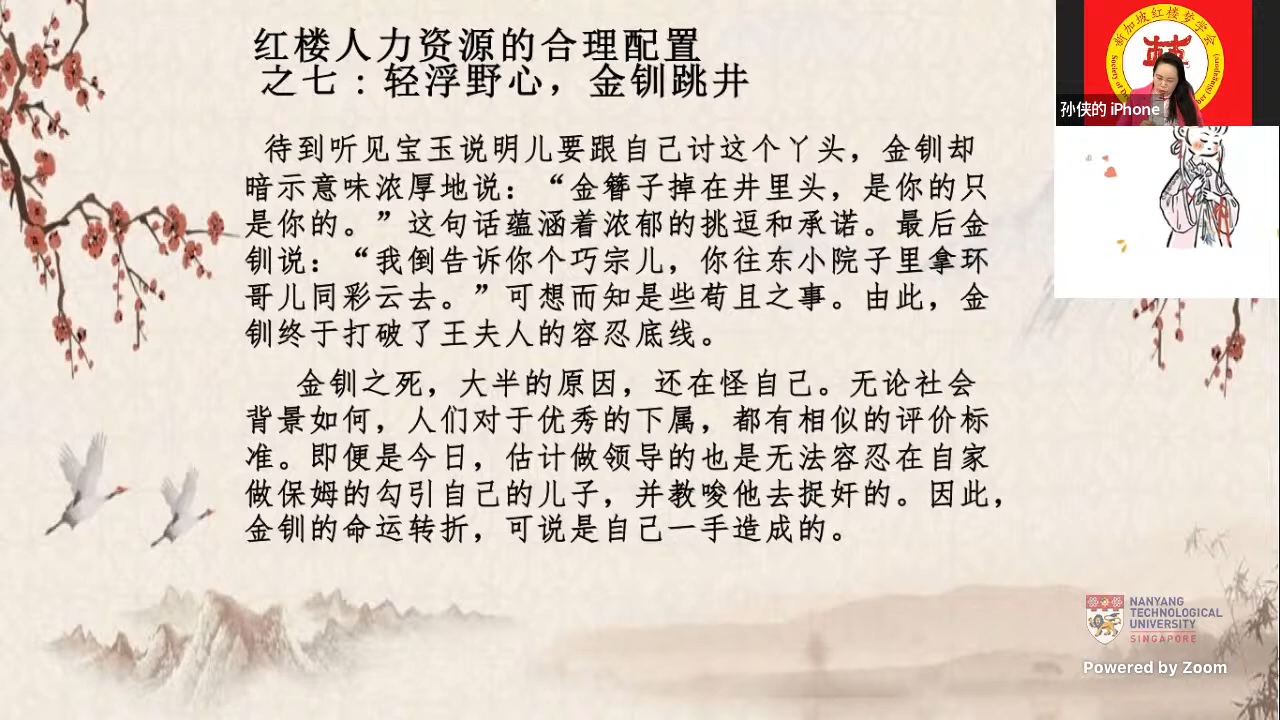 红楼人力资源的合理配置
之七：轻浮野心，金钏跳井
待到听见宝玉说明儿要跟自己讨这个丫头，金钏却
暗示意味浓厚地说：“金簪子掉在井里头，是你的只
是你的。”这句话蕴涵着浓郁的挑逗和承诺。最后金
钏说：“我倒告诉你个巧宗儿，你往东小院子里拿环
哥儿同彩云去。”可想而知是些苟且之事。由此，金
钏终于打破了王夫人的容忍底线。
金钏之死，大半的原因，还在怪自己。无论社会
背景如何，人们对于优秀的下属，都有相似的评价标
准。即便是今日，估计做领导的也是无法容忍在自家
做保姆的勾引自己的儿子，并教唆他去捉奸的。因此，
金钏的命运转折，可说是自己一手造成的。
新加坡红楼梦学会
Society of D
孙侠的 iPhone
NANYANG
TECHNOLOGICAL
UNIVERSITY
SINGAPORE
Powered by Zoom